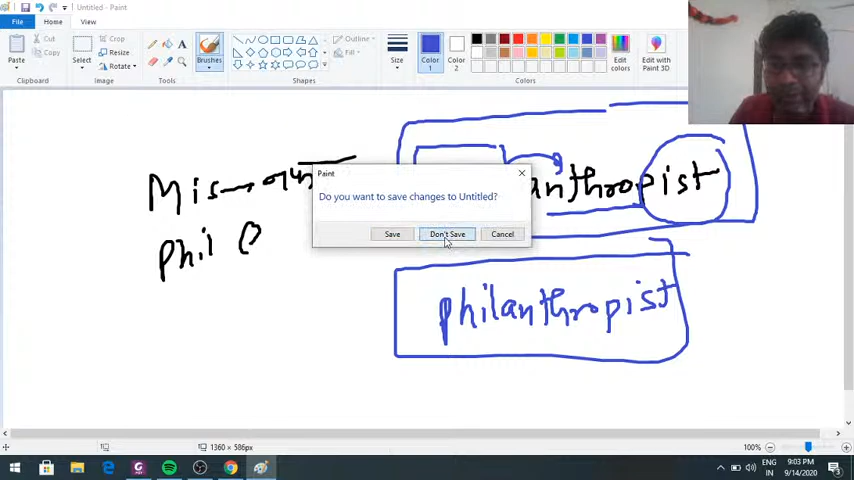 Untitled - Paint
File Home View
Paste Cut Copy Clipboard
Select Crop Resize Rotate Image
Tools
Brushes
Shapes Outline Fill
Size
Color 1 Color 2 Colors Edit colors Edit with Paint 3D
Mis
anthropist
Paint
Do you want to save changes to Untitled?
Save Don't Save Cancel
Phil
philanthropist
1360 × 586px 100%
ENG 9:03 PM
IN 9/14/2020